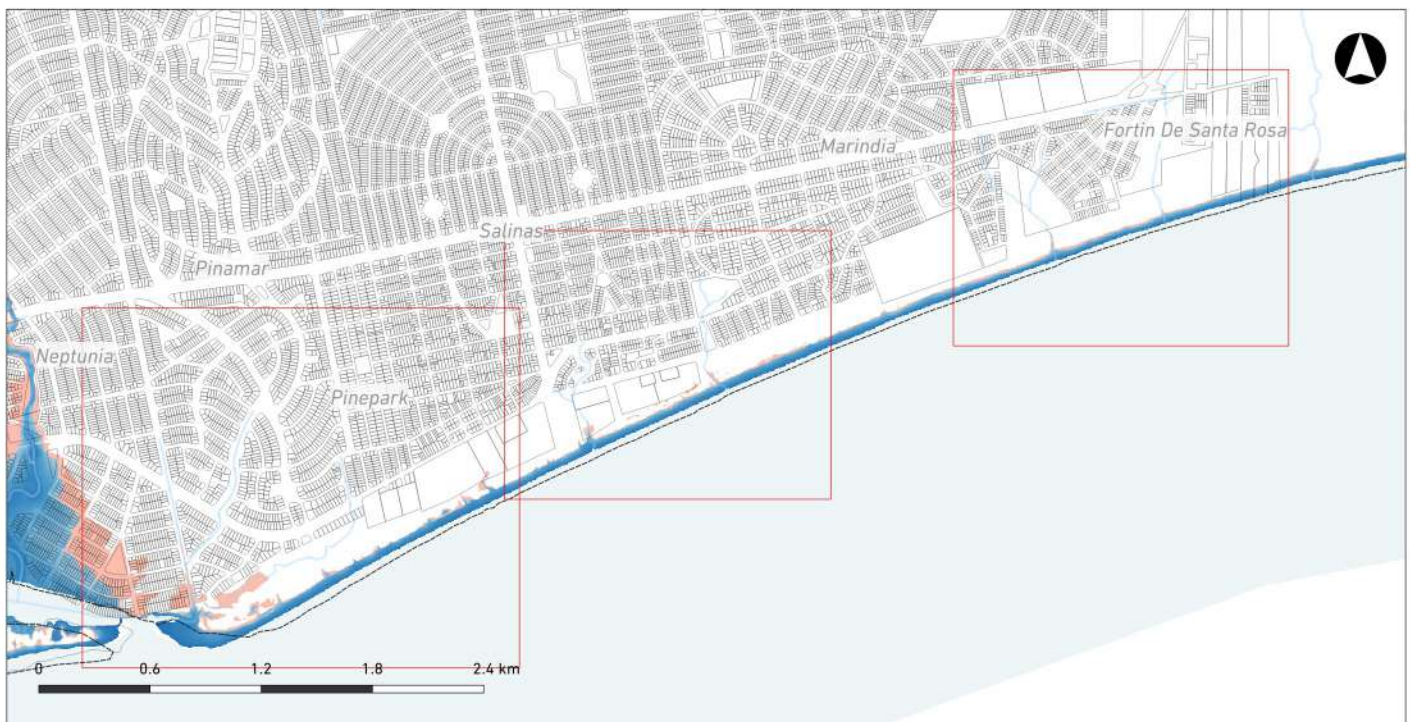 Fortin De Santa Rosa
Marindia
Salinas
Pinamar
Neptunia
Pinepark
0 0.6 1.2 1.8 2.4 km